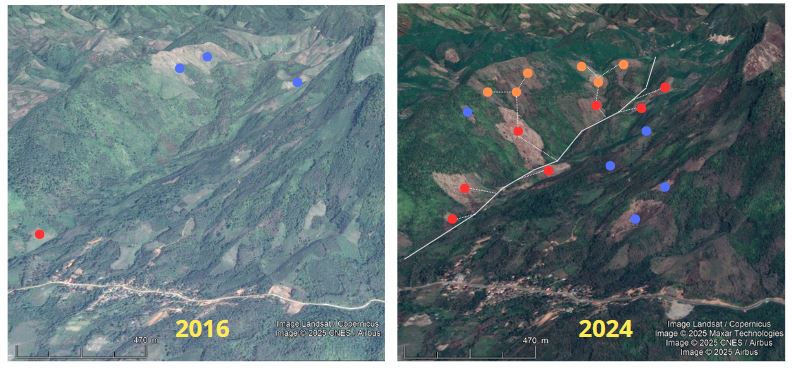 2016
Image Landsat / Copernicus
Image © 2025 CNES / Airbus
470 m
2024
Image Landsat / Copernicus
Image © 2025 Maxar Technologies
Image © 2025 CNES / Airbus
Image © 2025 Airbus
470 m